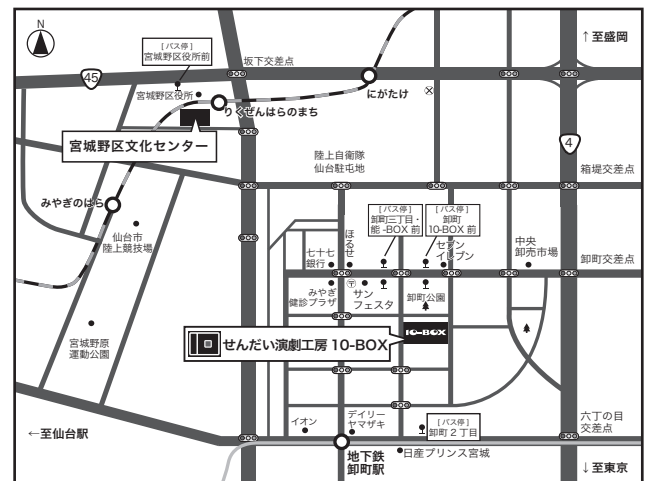 N
[バス停]
宮城野区役所前
坂下交差点
↑至盛岡
45
宮城野区役所
りくぜんはらのまち
にがたけ
宮城野区文化センター
4
陸上自衛隊
仙台駐屯地
箱堤交差点
みやぎのはら
仙台市
陸上競技場
[バス停]
卸町三丁目・
能-BOX 前
[バス停]
卸町
10-BOX 前
ほるせ
七十七
銀行
セブン
イレブン
中央
卸売市場
卸町交差点
みやぎ
健診プラザ
サン
フェスタ
卸町公園
宮城野原
運動公園
せんだい演劇工房 10-BOX
10-BOX
イオン
デイリー
ヤマザキ
[バス停]
卸町 2 丁目
六丁の目
交差点
←至仙台駅
地下鉄
卸町駅
日産プリンス宮城
↓至東京